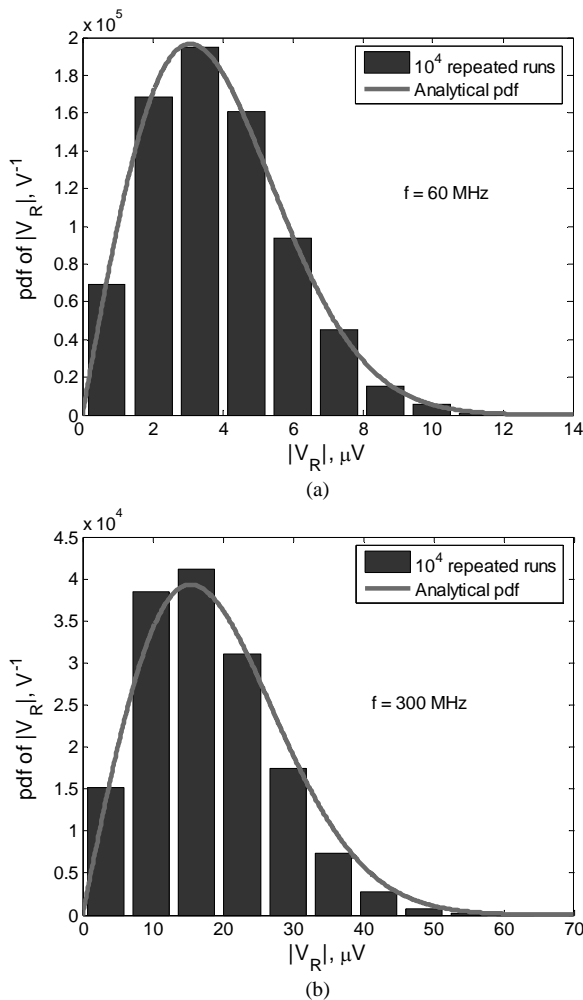 x 10^5
2
1.8
1.6
1.4
1.2
1
0.8
0.6
0.4
0.2
0
pdf of |V_R|, V^-1
10^4 repeated runs
Analytical pdf
f = 60 MHz
0 2 4 6 8 10 12 14
|V_R|, μV
(a)
x 10^4
4.5
4
3.5
3
2.5
2
1.5
1
0.5
0
pdf of |V_R|, V^-1
10^4 repeated runs
Analytical pdf
f = 300 MHz
0 10 20 30 40 50 60 70
|V_R|, μV
(b)